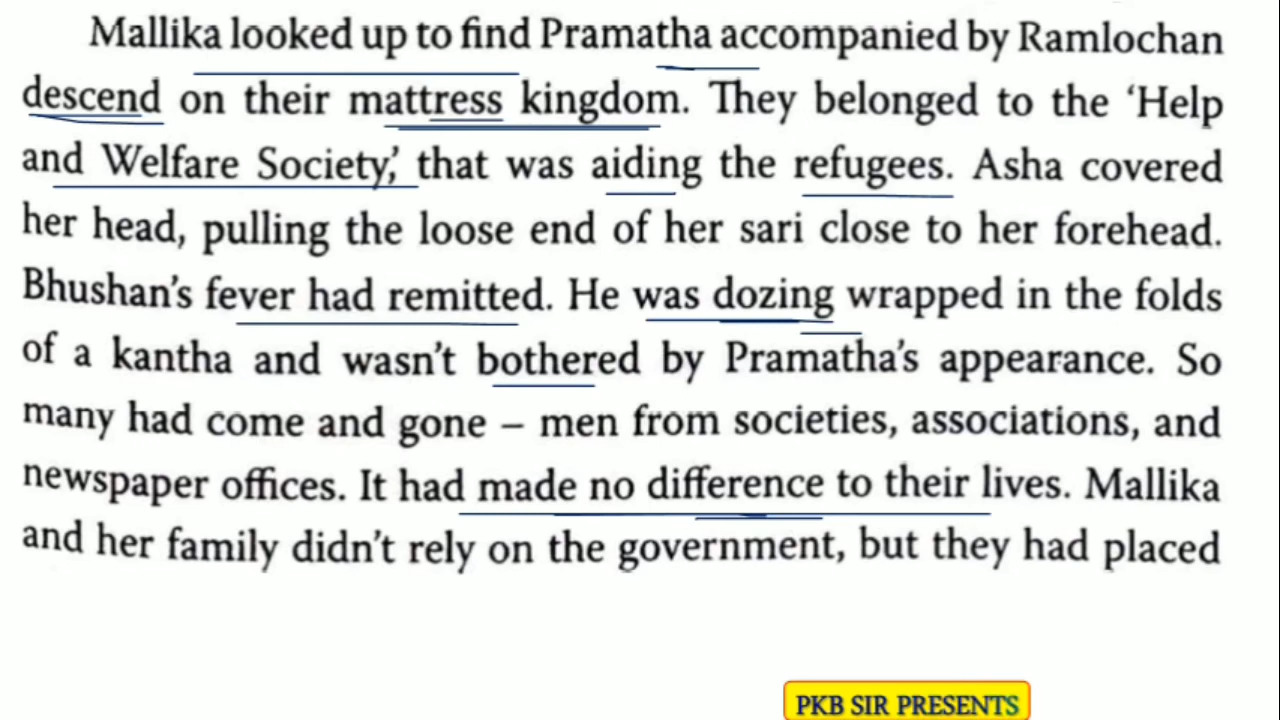 Mallika looked up to find Pramatha accompanied by Ramlochan
descend on their mattress kingdom. They belonged to the ‘Help
and Welfare Society,’ that was aiding the refugees. Asha covered
her head, pulling the loose end of her sari close to her forehead.
Bhushan’s fever had remitted. He was dozing wrapped in the folds
of a kantha and wasn’t bothered by Pramatha’s appearance. So
many had come and gone – men from societies, associations, and
newspaper offices. It had made no difference to their lives. Mallika
and her family didn’t rely on the government, but they had placed
PKB SIR PRESENTS